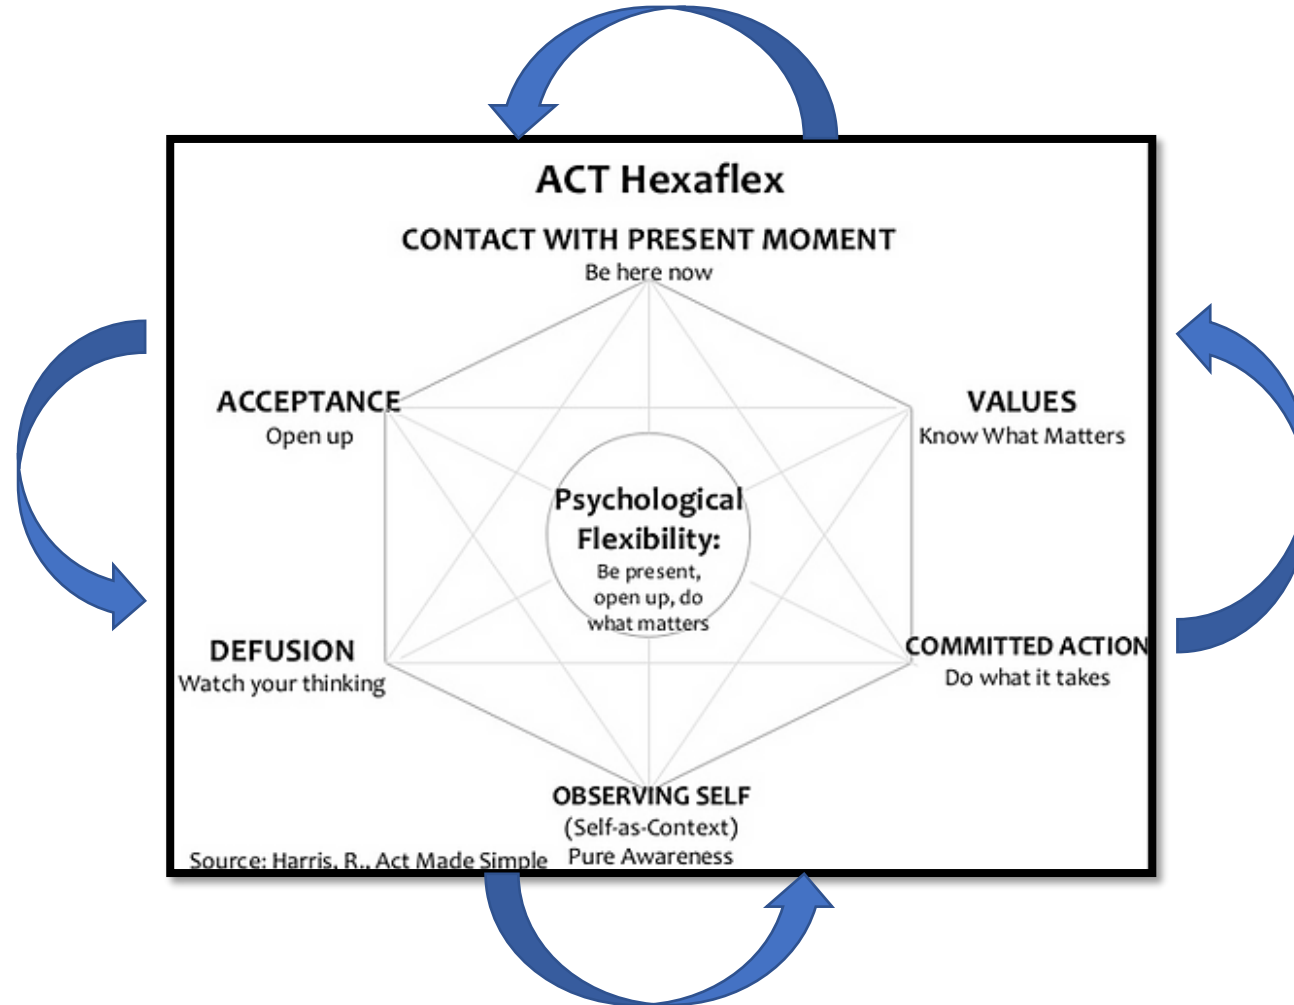 ACT Hexaflex
CONTACT WITH PRESENT MOMENT
Be here now
ACCEPTANCE
Open up
VALUES
Know What Matters
Psychological
Flexibility:
Be present,
open up, do
what matters
DEFUSION
Watch your thinking
COMMITTED ACTION
Do what it takes
OBSERVING SELF
(Self-as-Context)
Pure Awareness
Source: Harris, R., Act Made Simple